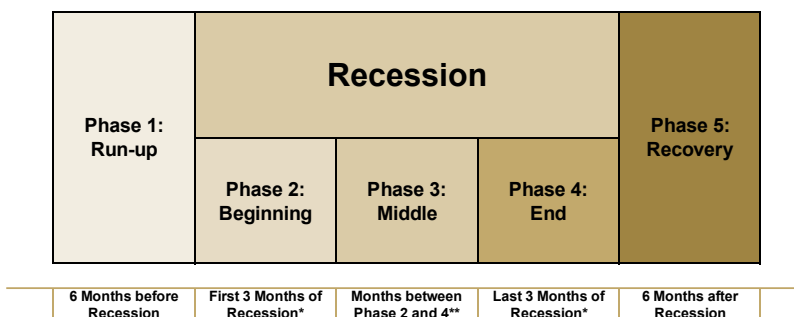 Recession
Phase 1:
Run-up
Phase 5:
Recovery
Phase 2:
Beginning
Phase 3:
Middle
Phase 4:
End
6 Months before
Recession
First 3 Months of
Recession*
Months between
Phase 2 and 4**
Last 3 Months of
Recession*
6 Months after
Recession